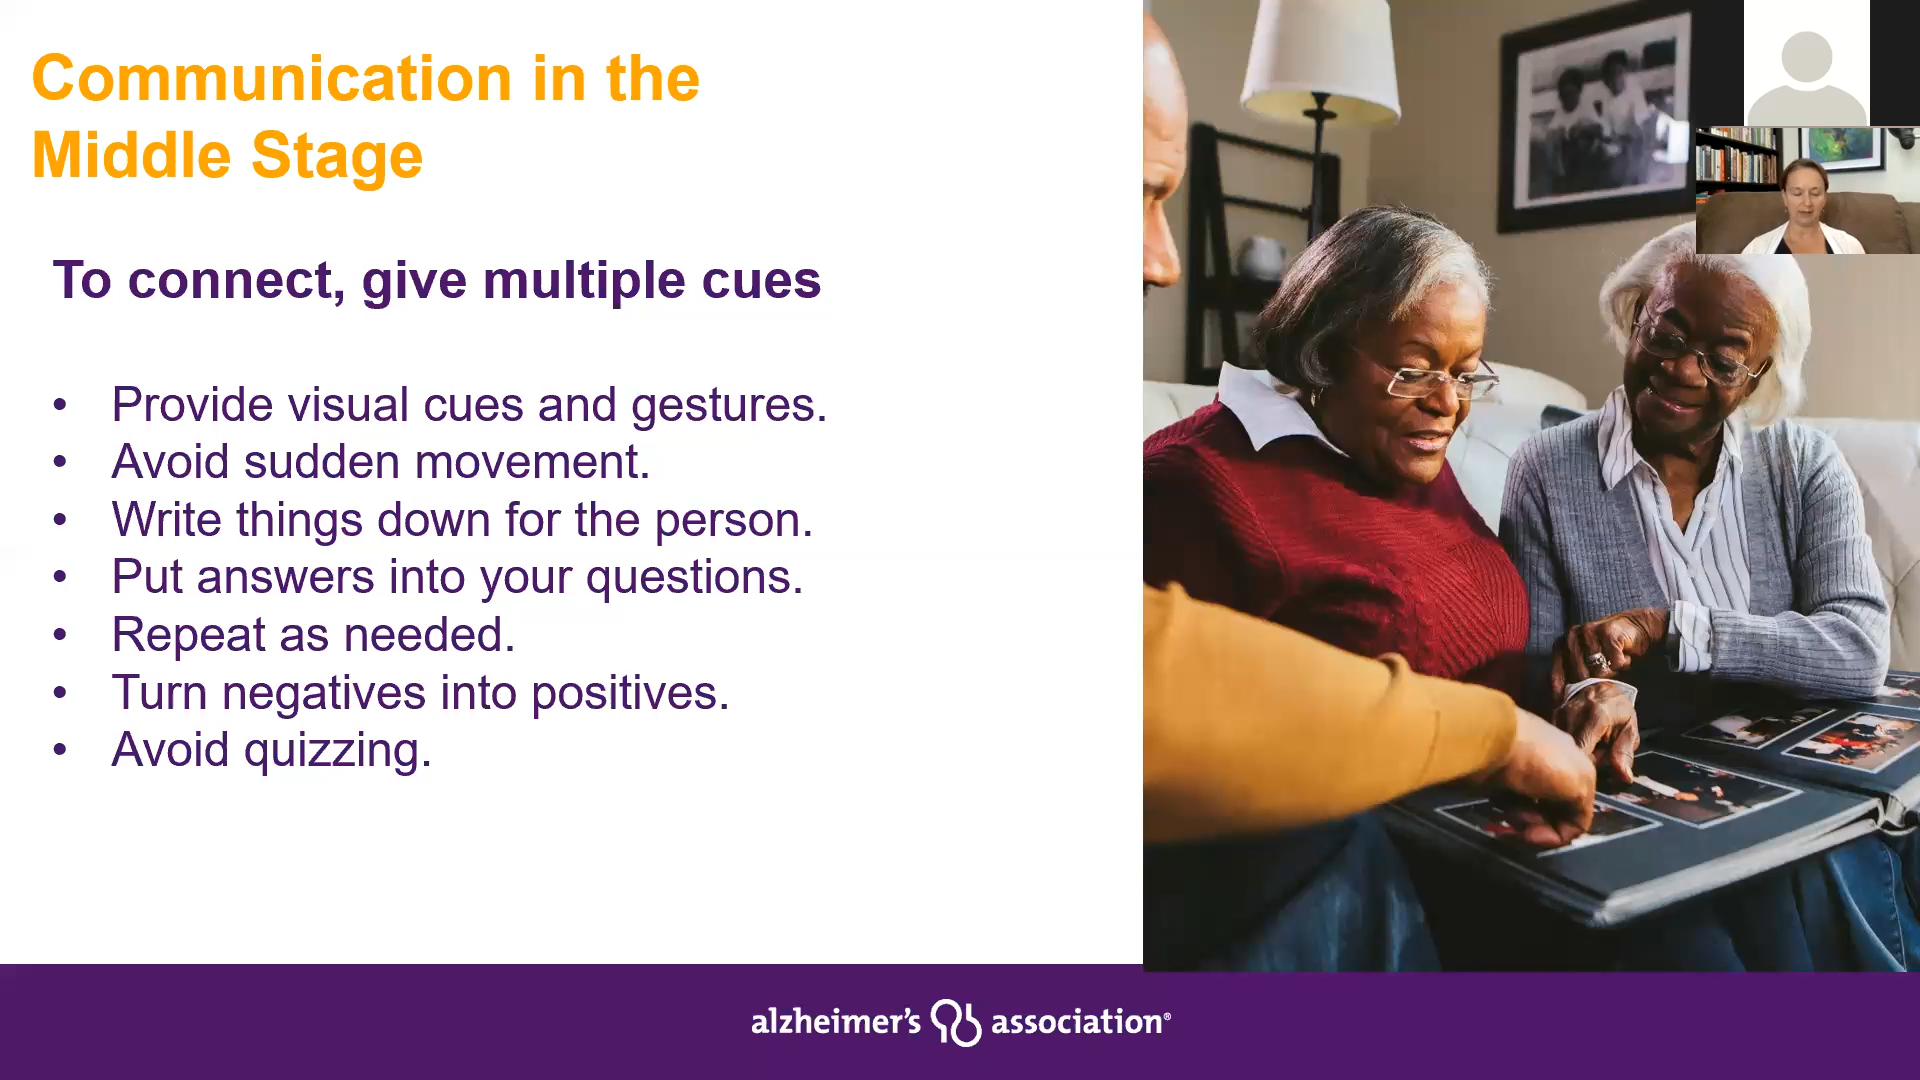 Communication in the
Middle Stage
To connect, give multiple cues
• Provide visual cues and gestures.
• Avoid sudden movement.
• Write things down for the person.
• Put answers into your questions.
• Repeat as needed.
• Turn negatives into positives.
• Avoid quizzing.
alzheimer's association®